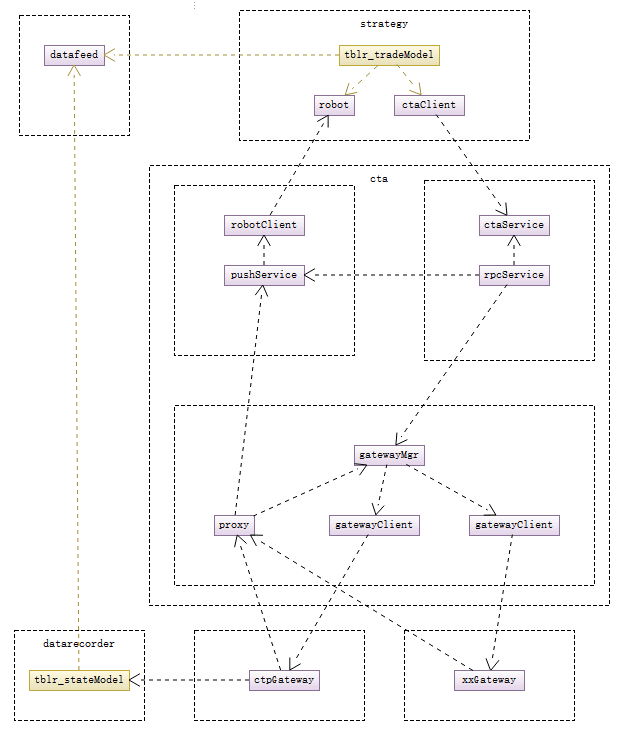 strategy
datafeed
tblr_tradeModel
robot
ctaClient
cta
robotClient
ctaService
pushService
rpcService
gatewayMgr
proxy
gatewayClient
gatewayClient
datarecorder
tblr_stateModel
ctpGateway
xxGateway